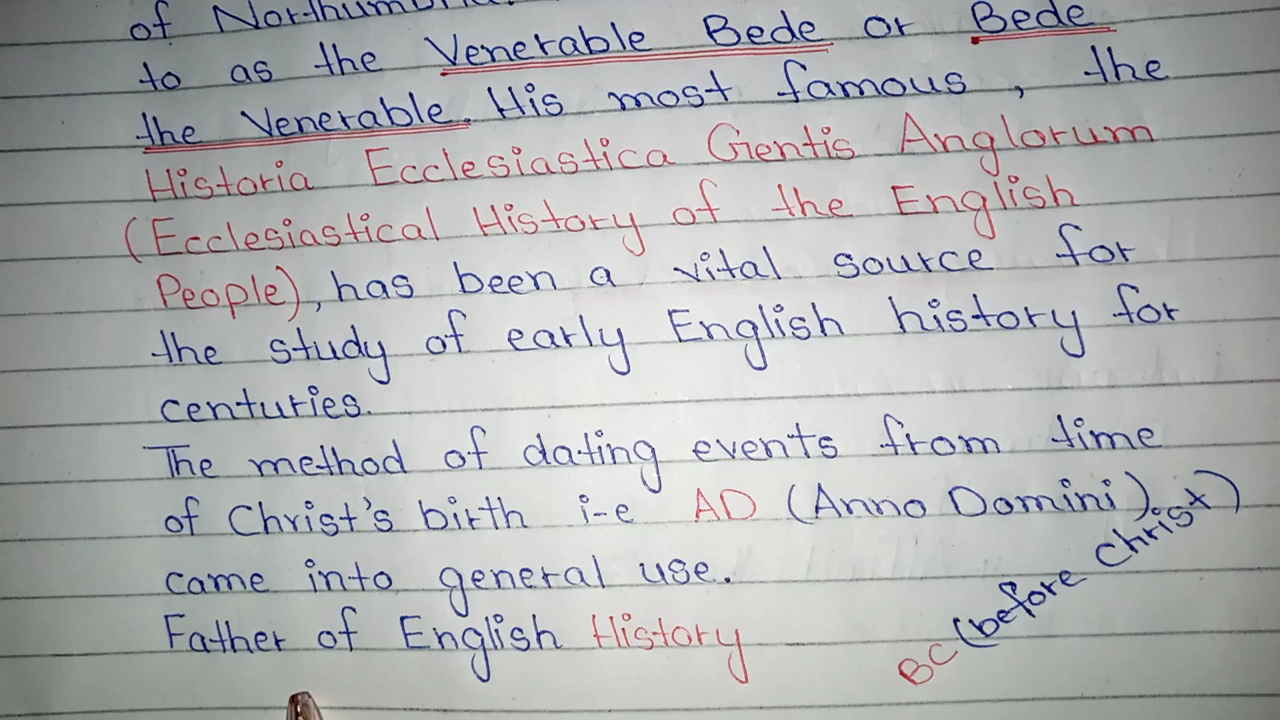 of Northumbria.
to as the Venerable Bede or Bede
the Venerable. His most famous, the
Historia Ecclesiastica Gentis Anglorum
(Ecclesiastical History of the English
People), has been a vital source for
the study of early English history for
centuries.
The method of dating events from time
of Christ's birth i-e AD (Anno Domini)
came into general use.
BC (before Christ)
Father of English History